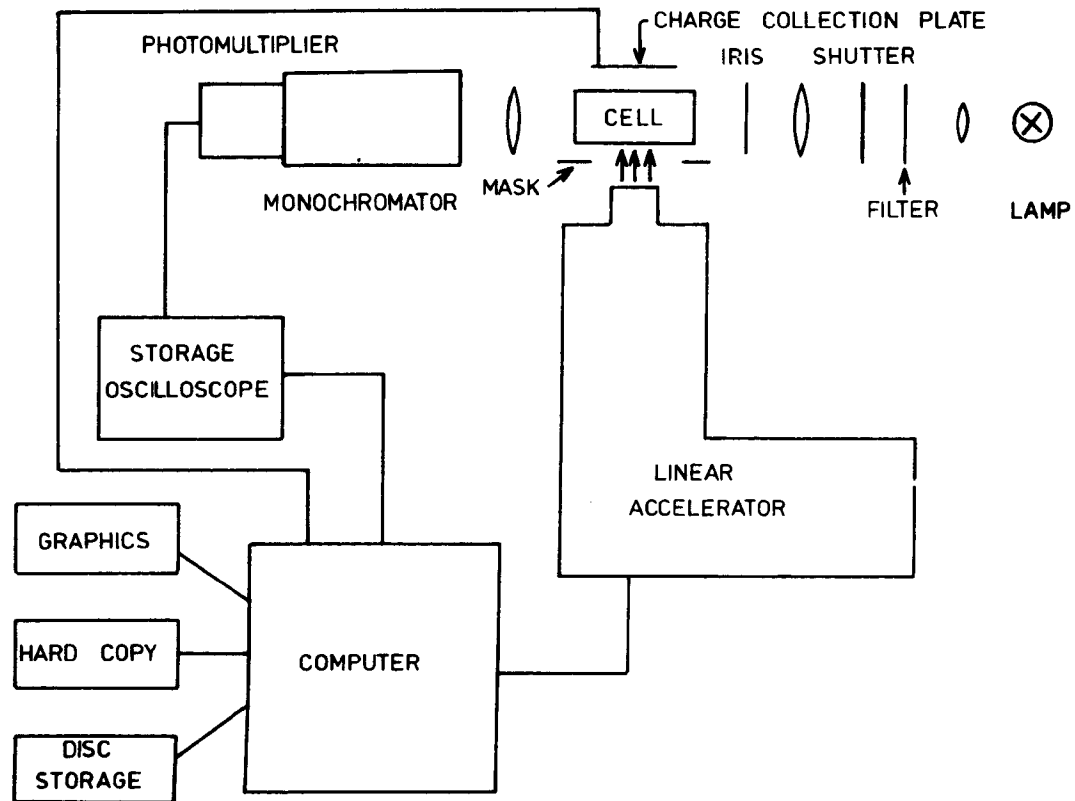 CHARGE COLLECTION PLATE
PHOTOMULTIPLIER
IRIS
SHUTTER
CELL
MASK
MONOCHROMATOR
FILTER
LAMP
STORAGE
OSCILLOSCOPE
LINEAR
ACCELERATOR
GRAPHICS
HARD COPY
COMPUTER
DISC
STORAGE